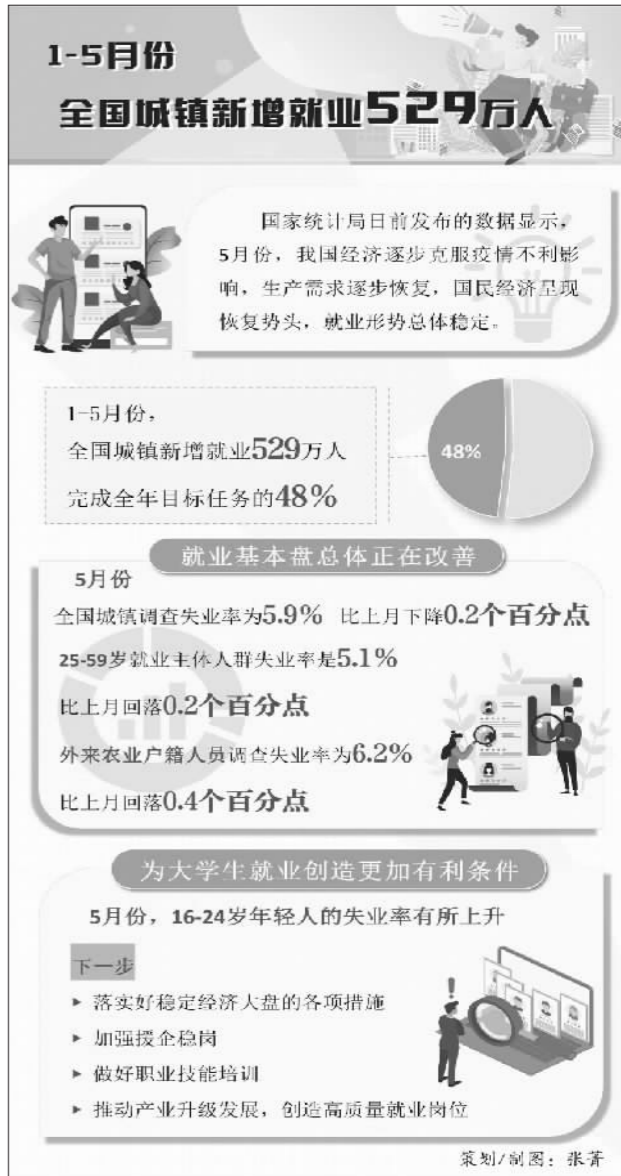 1-5月份
全国城镇新增就业529万人
国家统计局日前发布的数据显示，
5月份，我国经济逐步克服疫情不利影
响，生产需求逐步恢复，国民经济呈现
恢复势头，就业形势总体稳定。
1-5月份，
全国城镇新增就业529万人
完成全年目标任务的48%
48%
就业基本盘总体正在改善
5月份
全国城镇调查失业率为5.9% 比上月下降0.2个百分点
25-59岁就业主体人群失业率是5.1%
比上月回落0.2个百分点
外来农业户籍人员调查失业率为6.2%
比上月回落0.4个百分点
为大学生就业创造更加有利条件
5月份，16-24岁年轻人的失业率有所上升
下一步
▸ 落实好稳定经济大盘的各项措施
▸ 加强援企稳岗
▸ 做好职业技能培训
▸ 推动产业升级发展，创造高质量就业岗位
策划/制图：张菁